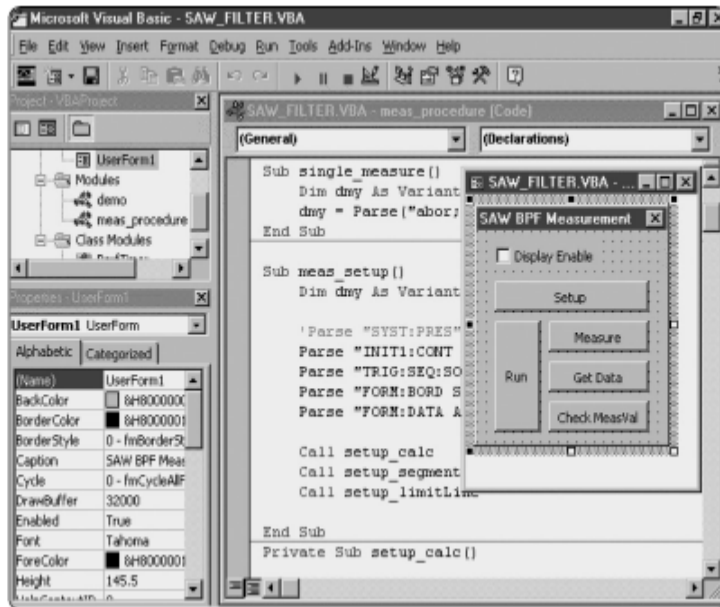 Microsoft Visual Basic - SAW_FILTER.VBA
File Edit View Insert Format Debug Run Tools Add-Ins Window Help
Project - VBAProject
UserForm1
Modules
demo
meas_procedure
Class Modules
Properties - UserForm1
UserForm1 UserForm
Alphabetic Categorized
(Name) UserForm1
BackColor &H8000000
BorderColor &H8000001
BorderStyle 0 - fmBorderSt
Caption SAW BPF Meas
Cycle 0 - fmCycleAllF
DrawBuffer 32000
Enabled True
Font Tahoma
ForeColor &H8000001
Height 145.5
HelpContextID 0
SAW_FILTER.VBA - meas_procedure (Code)
(General) (Declarations)
Sub single_measure()
Dim dmy As Variant
dmy = Parse("abor;
End Sub
Sub meas_setup()
Dim dmy As Variant
'Parse "SYST:PRES"
Parse "INIT1:CONT
Parse "TRIG:SEQ:SO
Parse "FORM:BORD S
Parse "FORM:DATA A
Call setup_calc
Call setup_segment
Call setup_limitLine
End Sub
Private Sub setup_calc()
SAW_FILTER.VBA - ...
SAW BPF Measurement
Display Enable
Setup
Run
Measure
Get Data
Check MeasVal